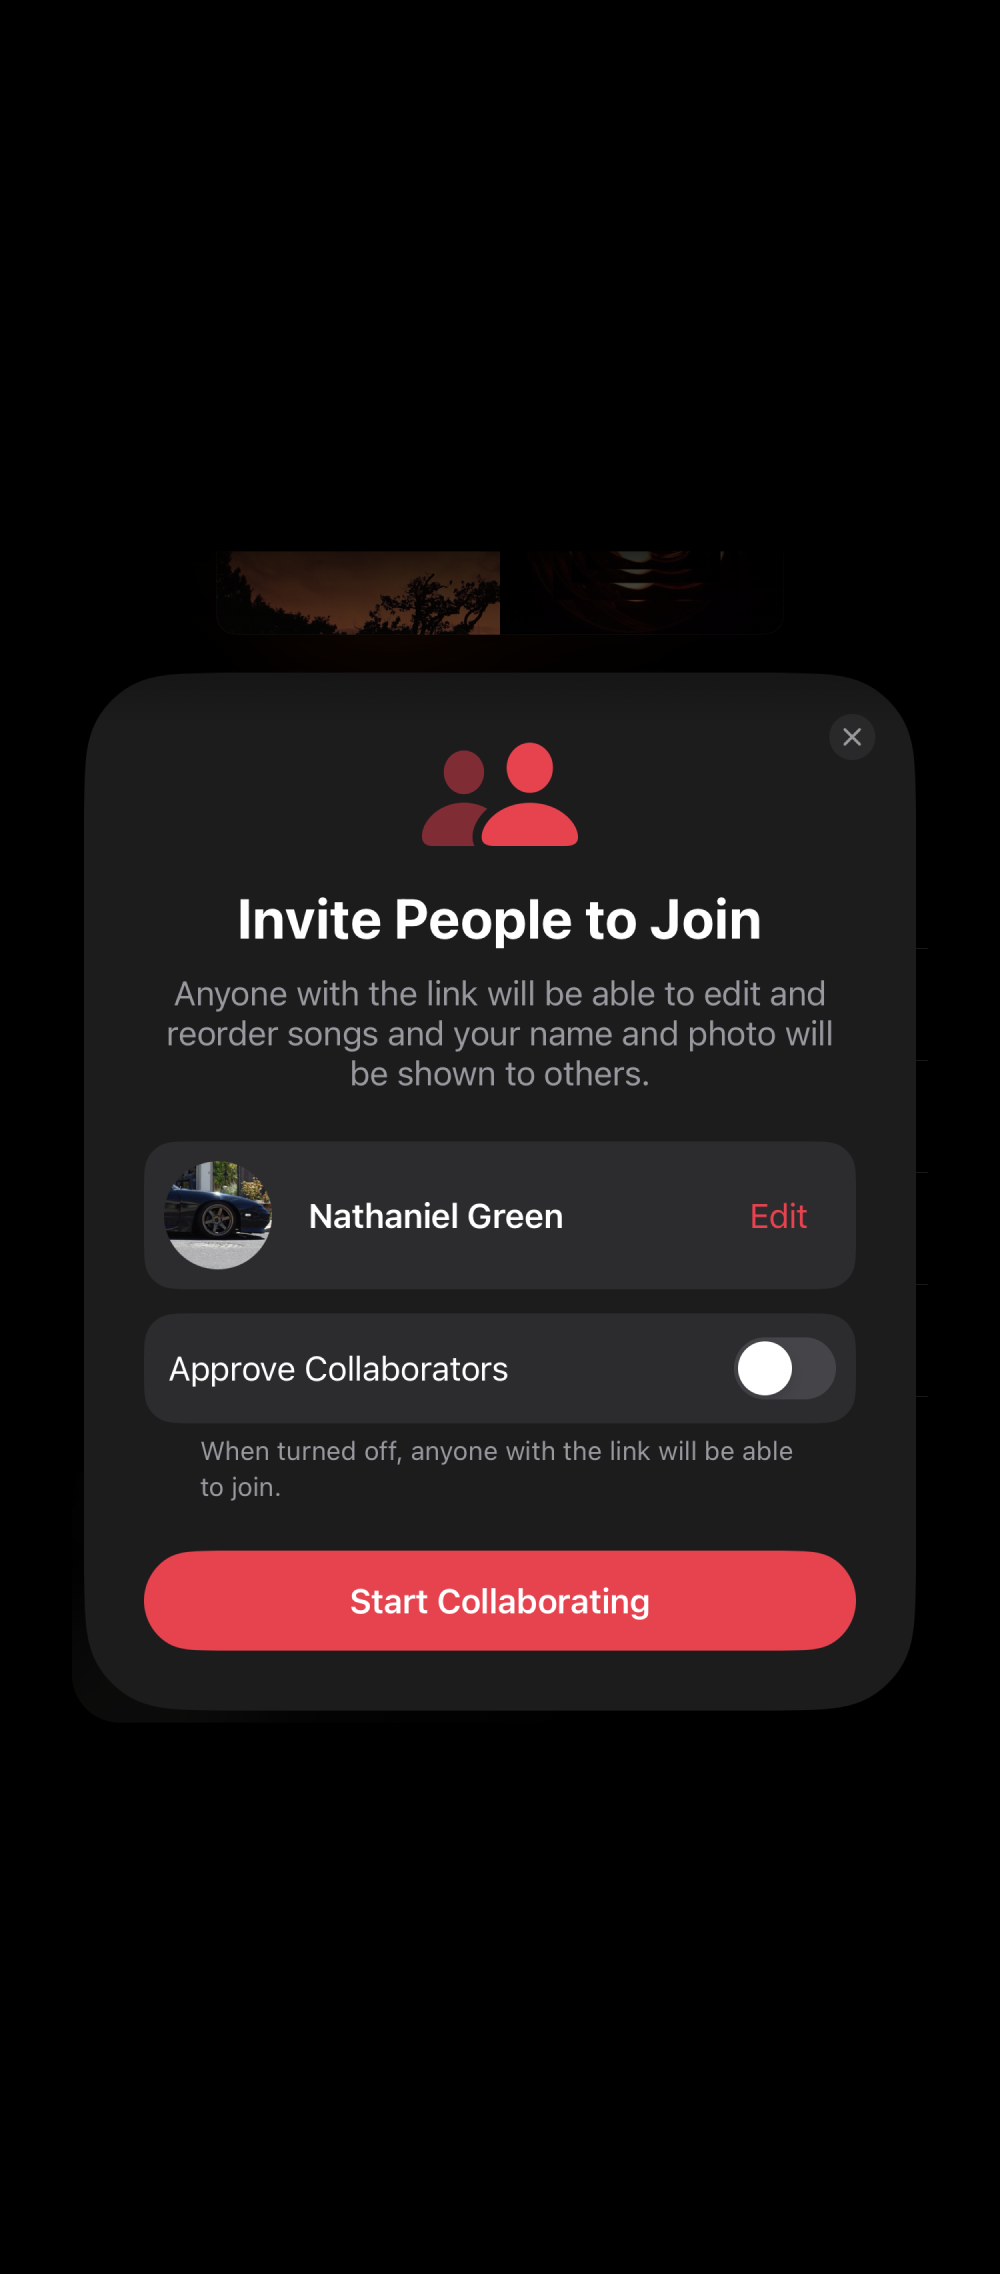 Invite People to Join
Anyone with the link will be able to edit and
reorder songs and your name and photo will
be shown to others.
Nathaniel Green
Edit
Approve Collaborators
When turned off, anyone with the link will be able
to join.
Start Collaborating